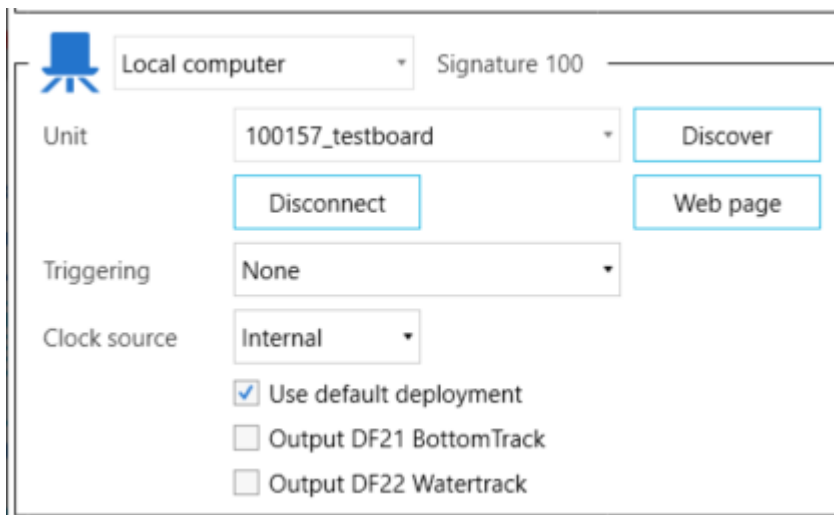 Local computer Signature 100
Unit 100157_testboard Discover
Disconnect Web page
Triggering None
Clock source Internal
Use default deployment
Output DF21 BottomTrack
Output DF22 Watertrack